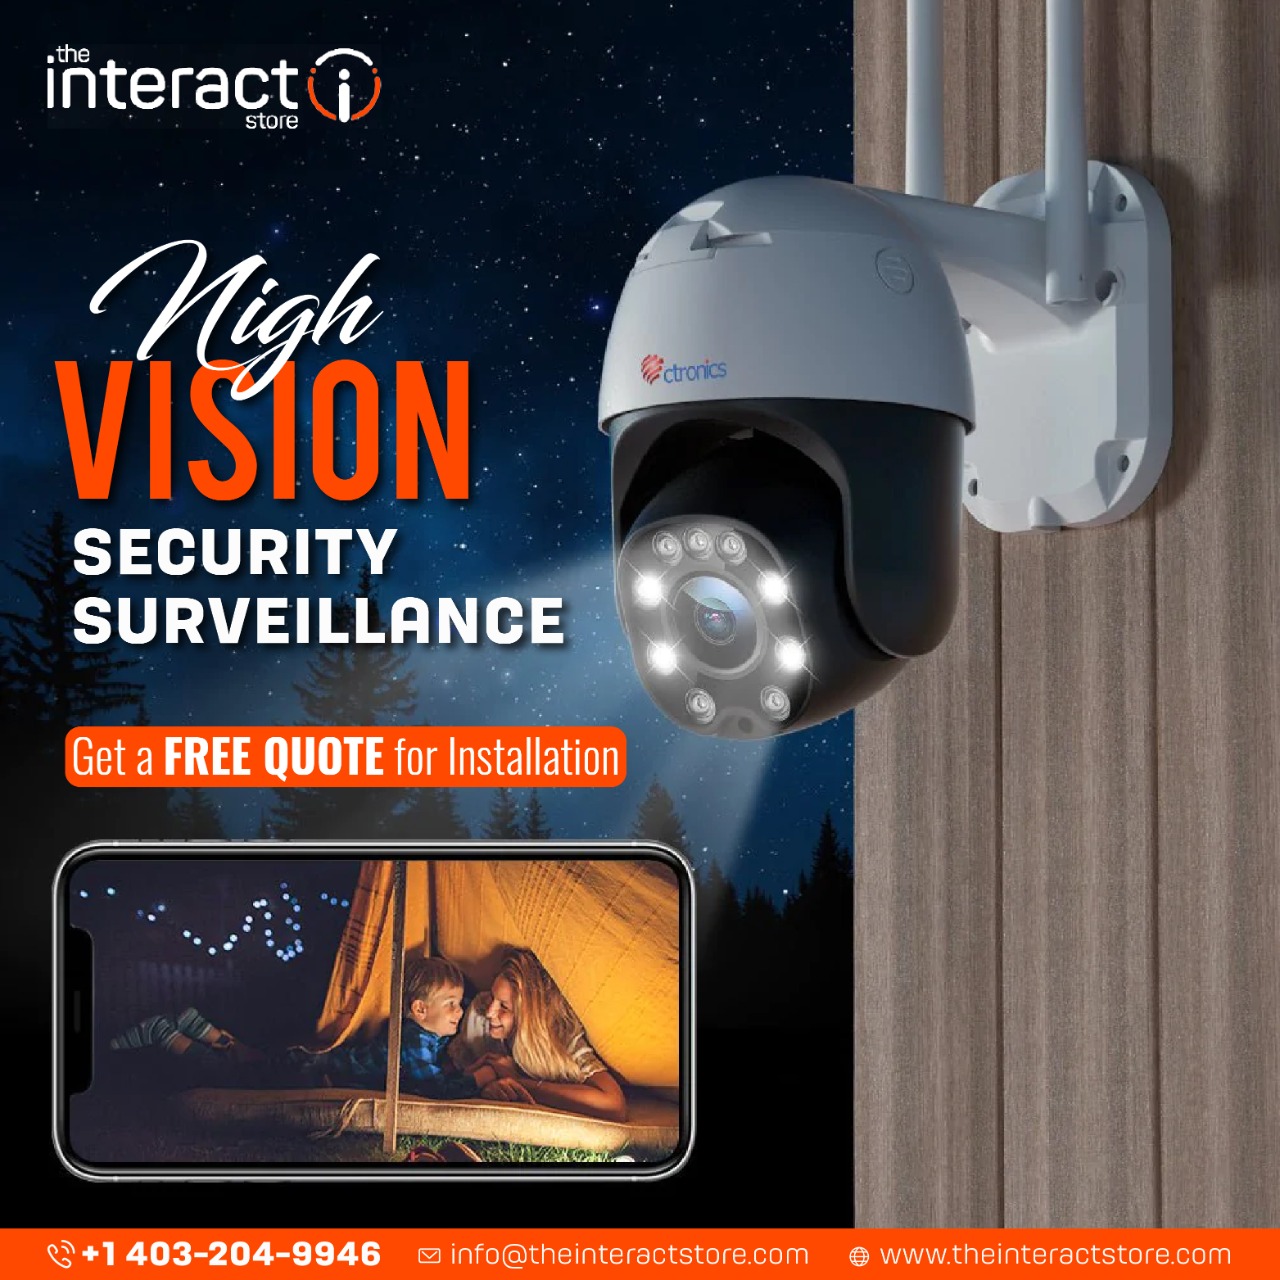 the
interact
store
Nigh
VISION
SECURITY
SURVEILLANCE
ctronics
Get a FREE QUOTE for Installation
+1 403-204-9946
info@theinteractstore.com
www.theinteractstore.com